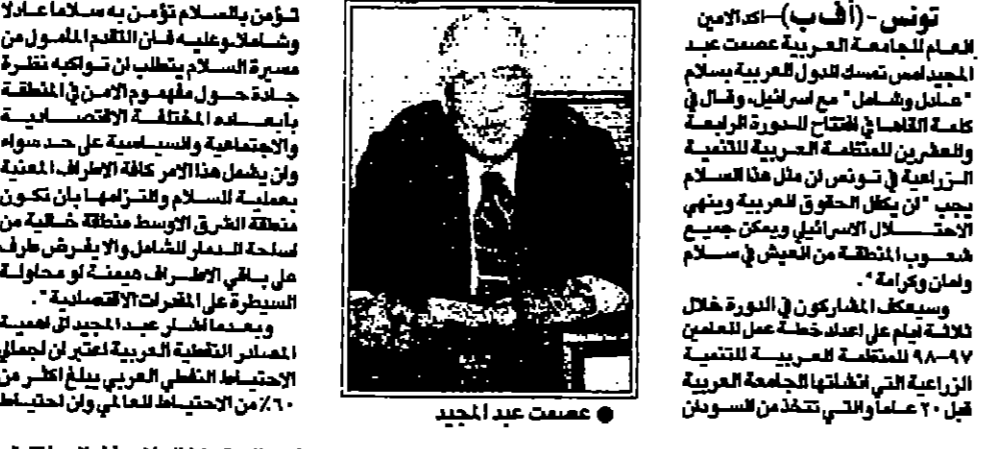 تونس -(أف ب)- اكد الامين
العام للجامعة العربية عصمت عبد
المجيد امس تمسك الدول العربية بسلام
"عادل وشامل" مع اسرائيل، وقال في
كلمة القاها في افتتاح الدورة الرابعة
والعشرين للمنظمة العربية للتنمية
الزراعية في تونس ان مثل هذا السلام
يجب "ان يكفل الحقوق العربية وينهي
الاحتلال الاسرائيلي ويمكن جميع
شعوب المنطقة من العيش في سلام
وامان وكرامة".
وسيعكف المشاركون في الدورة خلال
ثلاثة ايام على اعداد خطة عمل للعامين
٩٧-٩٨ للمنظمة العربية للتنمية
الزراعية التي انشاتها الجامعة العربية
قبل ٢٠ عاما والتي تتخذ من السودان
● عصمت عبد المجيد
تؤمن بالسلام تؤمن به سلاما عادلا
وشاملا وعليه فان التقدم المامول من
مسيرة السلام يتطلب ان تواكبه نظرة
جادة حول مفهوم الامن في المنطقة
بابعاده المختلفة الاقتصادية
والاجتماعية والسياسية على حد سواء
وان يشمل هذا الامر كافة الاطراف المعنية
بعملية السلام والتزامها بان تكون
منطقة الشرق الاوسط منطقة خالية من
اسلحة الدمار الشامل والا يفرض طرف
على باقي الاطراف هيمنة او محاولة
السيطرة على المقدرات الاقتصادية".
وبعدما اشار عبد المجيد الى اهمية
المصادر النفطية العربية اعتبر ان اجمالي
الاحتياط النفطي العربي يبلغ اكثر من
٦٠٪ من الاحتياط العالمي وان احتياط